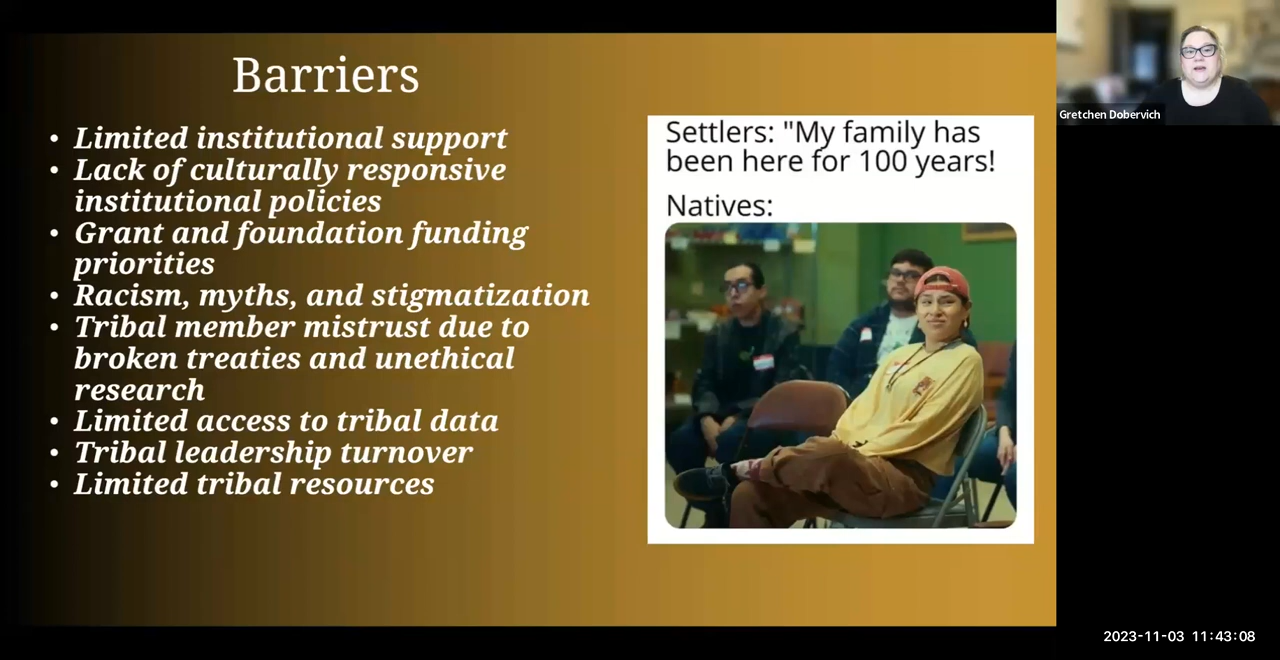 Barriers
• Limited institutional support
• Lack of culturally responsive
institutional policies
• Grant and foundation funding
priorities
• Racism, myths, and stigmatization
• Tribal member mistrust due to
broken treaties and unethical
research
• Limited access to tribal data
• Tribal leadership turnover
• Limited tribal resources
Settlers: "My family has
been here for 100 years!
Natives:
Gretchen Dobervich
2023-11-03 11:43:08